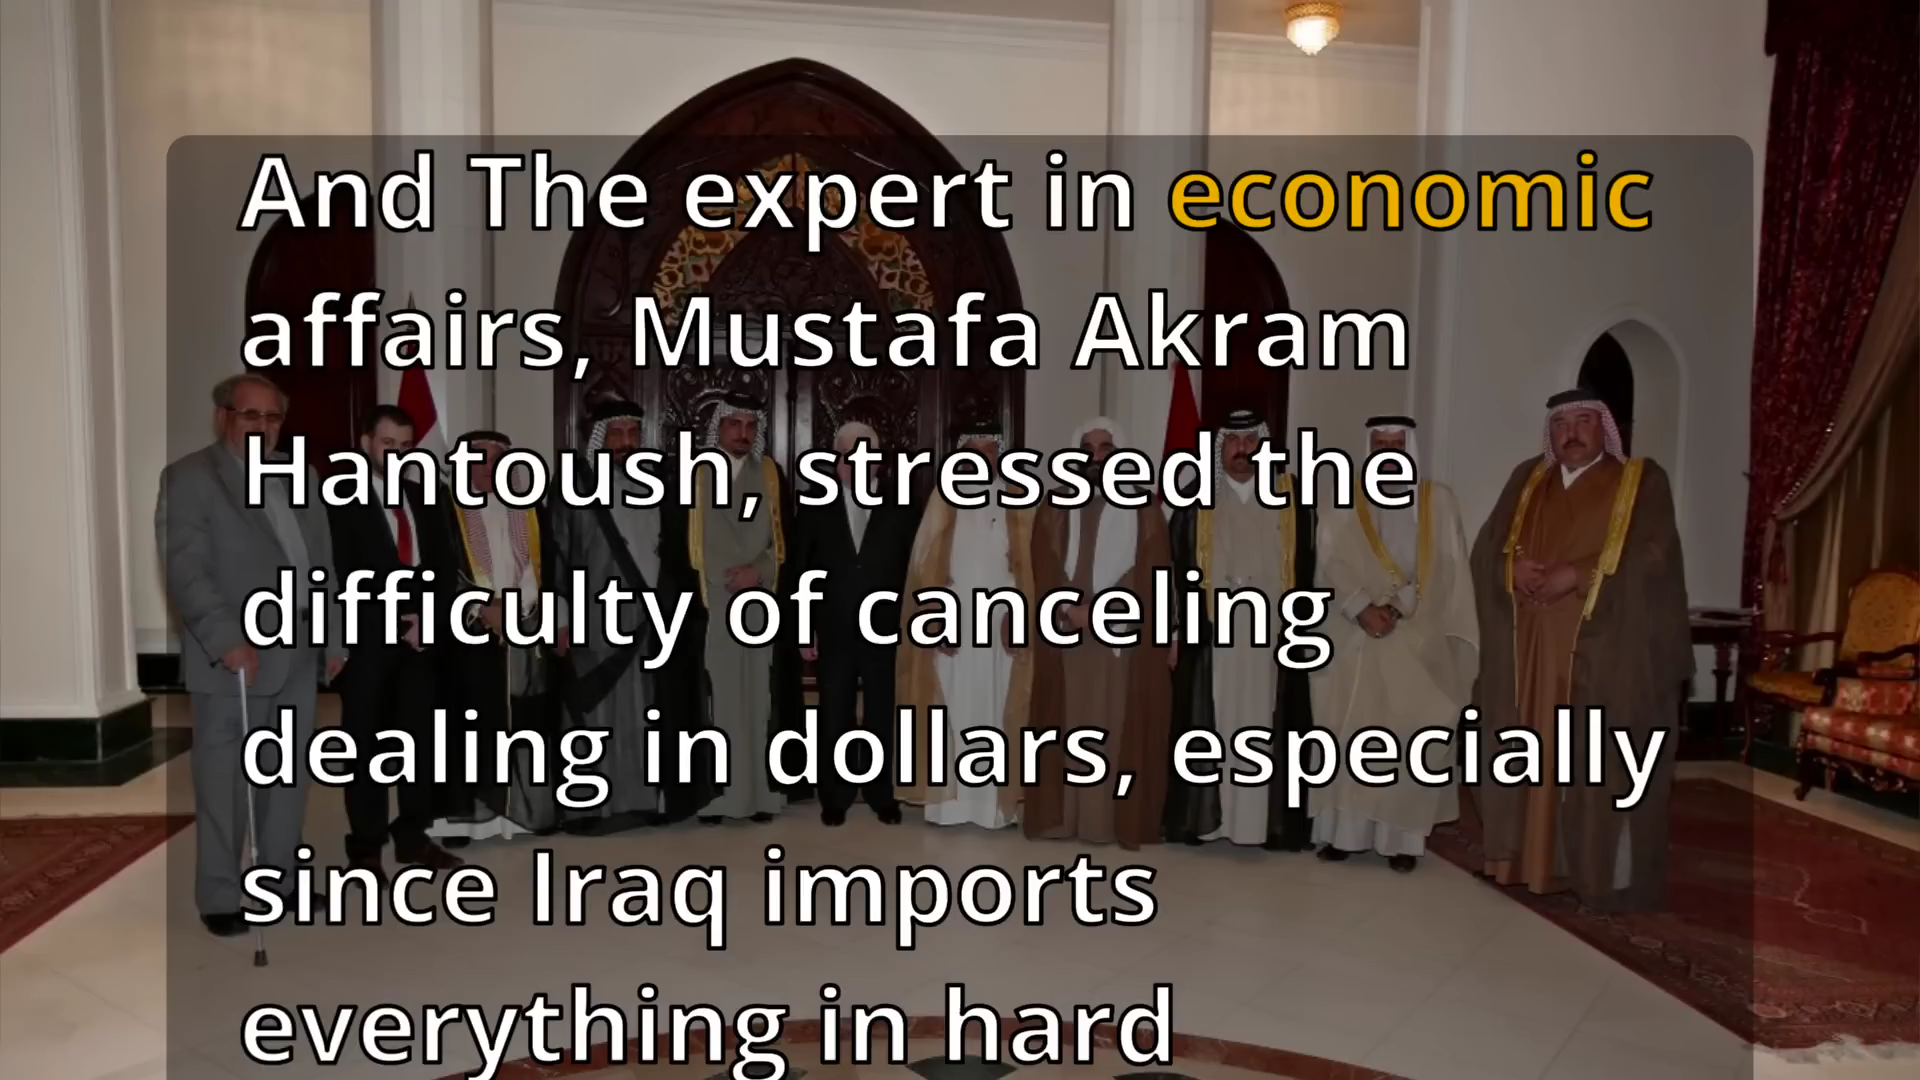 And The expert in economic
affairs, Mustafa Akram
Hantoush, stressed the
difficulty of canceling
dealing in dollars, especially
since Iraq imports
everything in hard